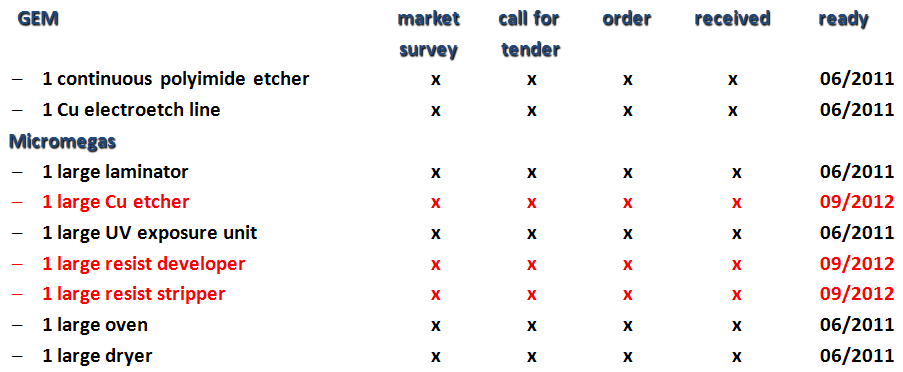 GEM market call for order received ready
survey tender
– 1 continuous polyimide etcher x x x x 06/2011
– 1 Cu electroetch line x x x x 06/2011
Micromegas
– 1 large laminator x x x x 06/2011
– 1 large Cu etcher x x x x 09/2012
– 1 large UV exposure unit x x x x 06/2011
– 1 large resist developer x x x x 09/2012
– 1 large resist stripper x x x x 09/2012
– 1 large oven x x x x 06/2011
– 1 large dryer x x x x 06/2011